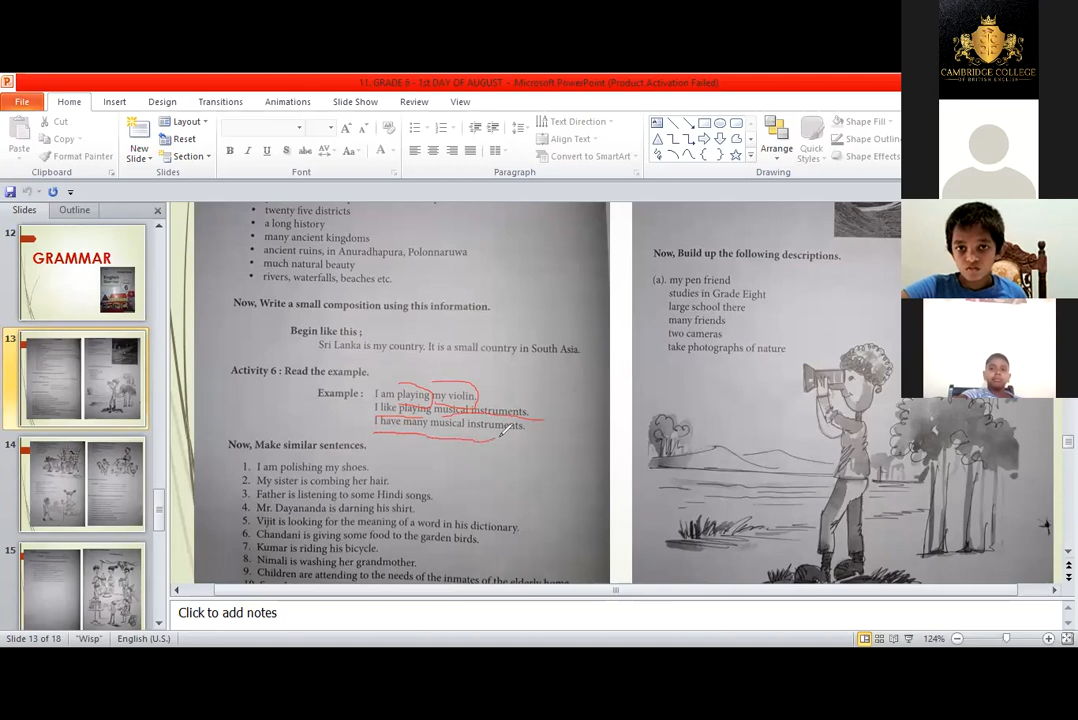 CAMBRIDGE COLLEGE
OF BRITISH ENGLISH
11. GRADE 5 - 1ST DAY OF AUGUST - Microsoft PowerPoint (Product Activation Failed)
File Home Insert Design Transitions Animations Slide Show Review View
Paste
Cut
Copy
Format Painter
Clipboard
New
Slide
Layout
Reset
Section
Slides
Font
Text Direction
Align Text
Convert to SmartArt
Paragraph
Arrange
Quick
Styles
Shape Fill
Shape Outline
Shape Effects
Drawing
Slides Outline
12
GRAMMAR
13
14
15
• twenty five districts
• a long history
• many ancient kingdoms
• ancient ruins, in Anuradhapura, Polonnaruwa
• much natural beauty
• rivers, waterfalls, beaches etc.
Now, Write a small composition using this information.
Begin like this ;
Sri Lanka is my country. It is a small country in South Asia.
Activity 6 : Read the example.
Example : I am playing my violin.
I like playing musical instruments.
I have many musical instruments.
Now, Make similar sentences.
1. I am polishing my shoes.
2. My sister is combing her hair.
3. Father is listening to some Hindi songs.
4. Mr. Dayananda is darning his shirt.
5. Vijit is looking for the meaning of a word in his dictionary.
6. Chandani is giving some food to the garden birds.
7. Kumar is riding his bicycle.
8. Nimali is washing her grandmother.
9. Children are attending to the needs of the inmates of the elderly home.
Now, Build up the following descriptions.
(a). my pen friend
studies in Grade Eight
large school there
many friends
two cameras
take photographs of nature
Click to add notes
Slide 13 of 18 "Wisp" English (U.S.) 124%